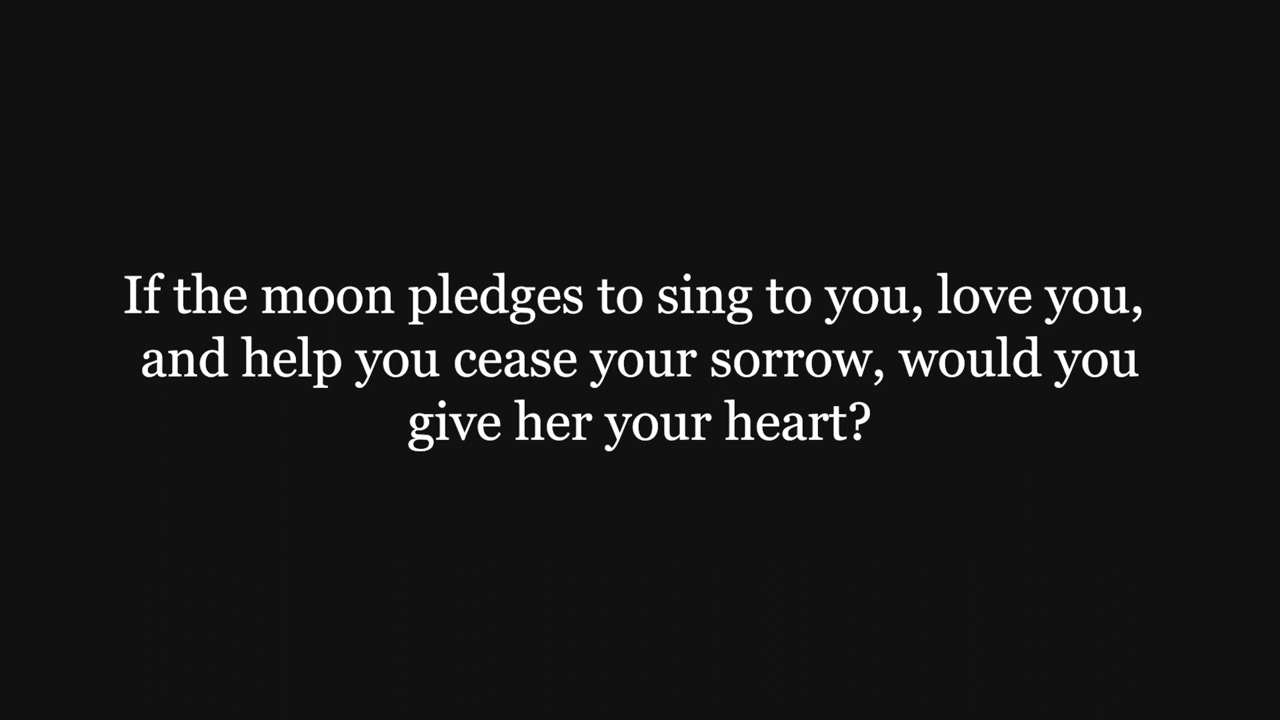 If the moon pledges to sing to you, love you,
and help you cease your sorrow, would you
give her your heart?